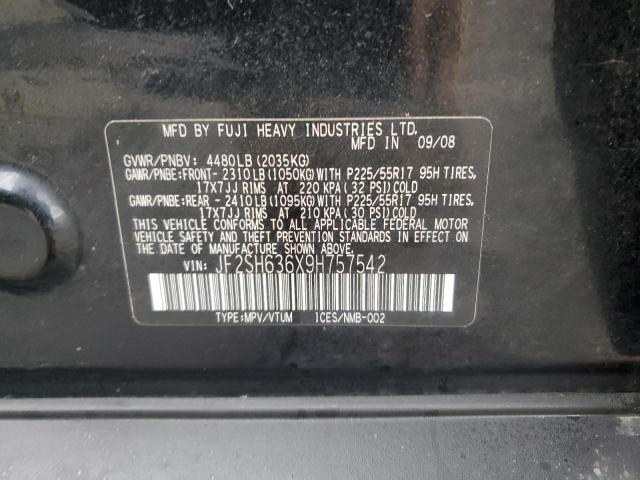 MFD BY FUJI HEAVY INDUSTRIES LTD.
MFD IN 09/08
GVWR/PNBV: 4480LB(2035KG)
GAWR/PNBE:FRONT-2310LB(1050KG)WITH P225/55R17 95H TIRES,
17X7JJ RIMS AT 220 KPA(32 PSI)COLD
GAWR/PNBE:REAR -2410LB(1095KG)WITH P225/55R17 95H TIRES,
17X7JJ RIMS AT 210 KPA(30 PSI)COLD
THIS VEHICLE CONFORMS TO ALL APPLICABLE FEDERAL MOTOR
VEHICLE SAFETY AND THEFT PREVENTION STANDARDS IN EFFECT ON THE
DATE OF MANUFACTURE SHOWN ABOVE.
VIN: JF2SH636X9H757542
TYPE:MPV/VTUM 1CES/NMB-002